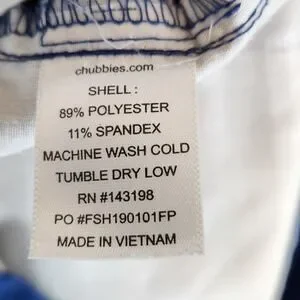 chubbies.com
SHELL :
89% POLYESTER
11% SPANDEX
MACHINE WASH COLD
TUMBLE DRY LOW
RN #143198
PO #FSH190101FP
MADE IN VIETNAM